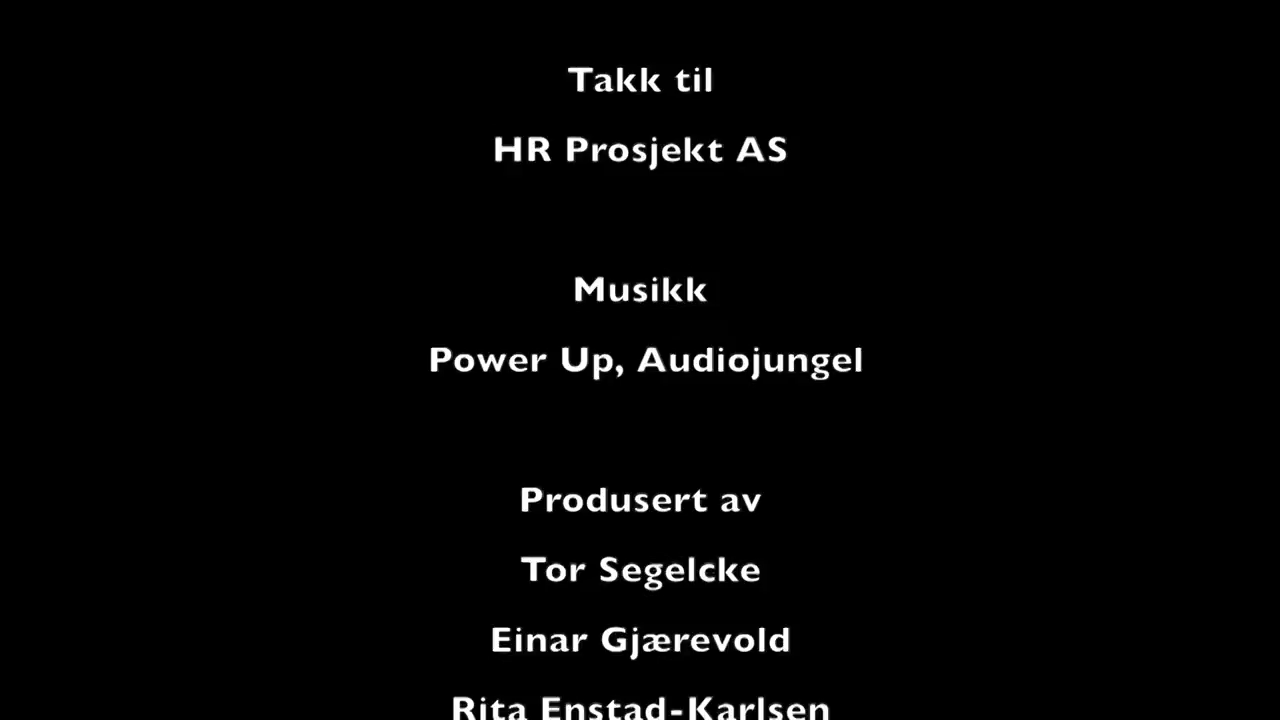 Takk til
HR Prosjekt AS
Musikk
Power Up, Audiojungel
Produsert av
Tor Segelcke
Einar Gjærevold
Rita Enstad-Karlsen